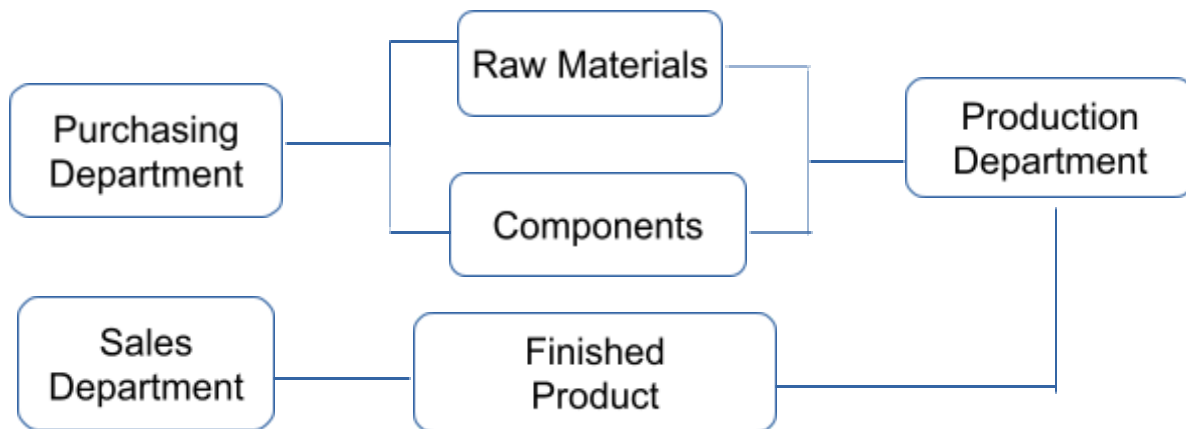 Purchasing
Department
Raw Materials
Components
Production
Department
Sales
Department
Finished
Product